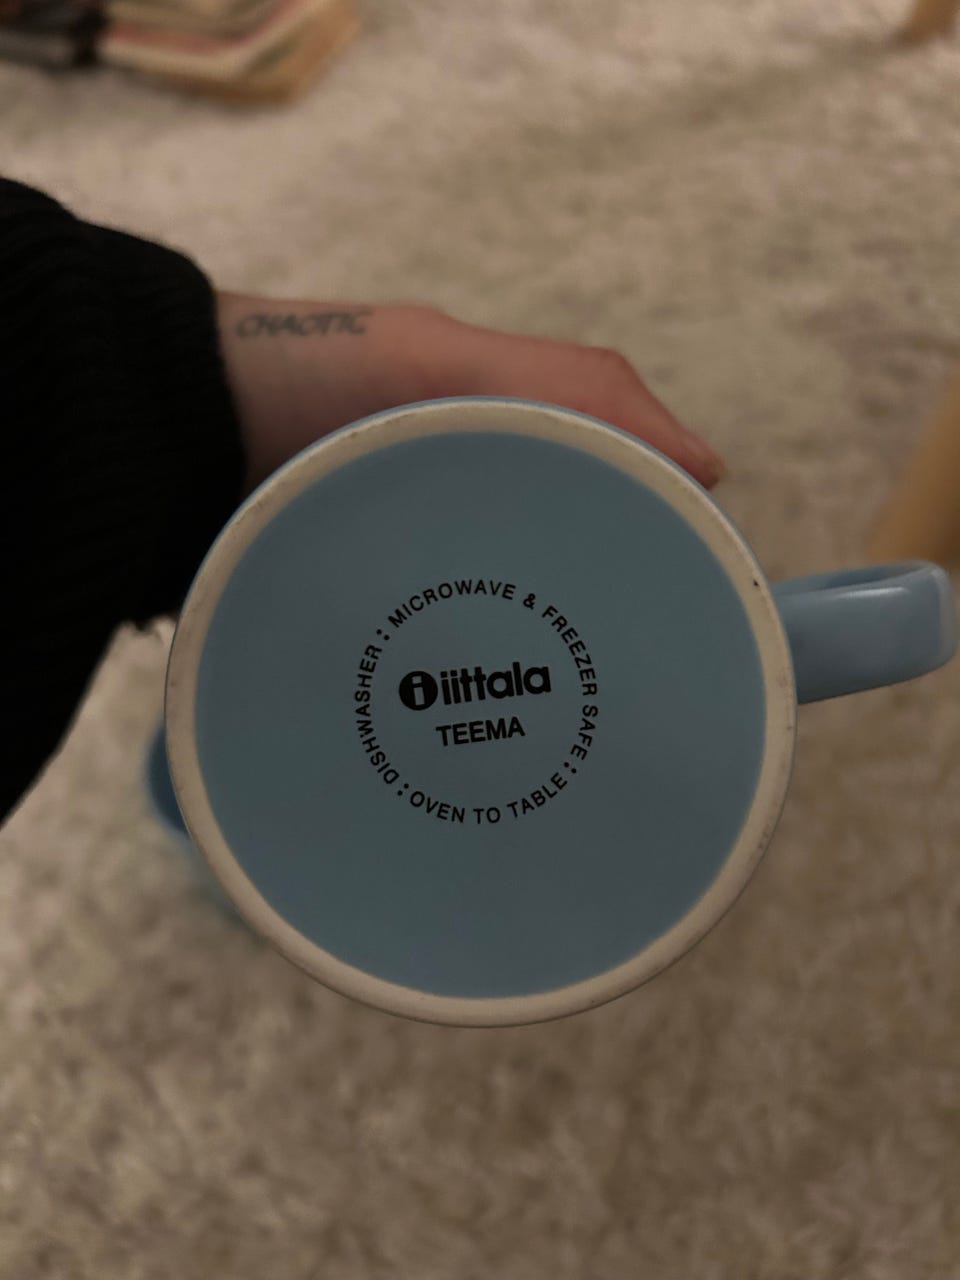 CHAOTIC
MICROWAVE & FREEZER SAFE : OVEN TO TABLE : DISHWASHER :
i iittala
TEEMA